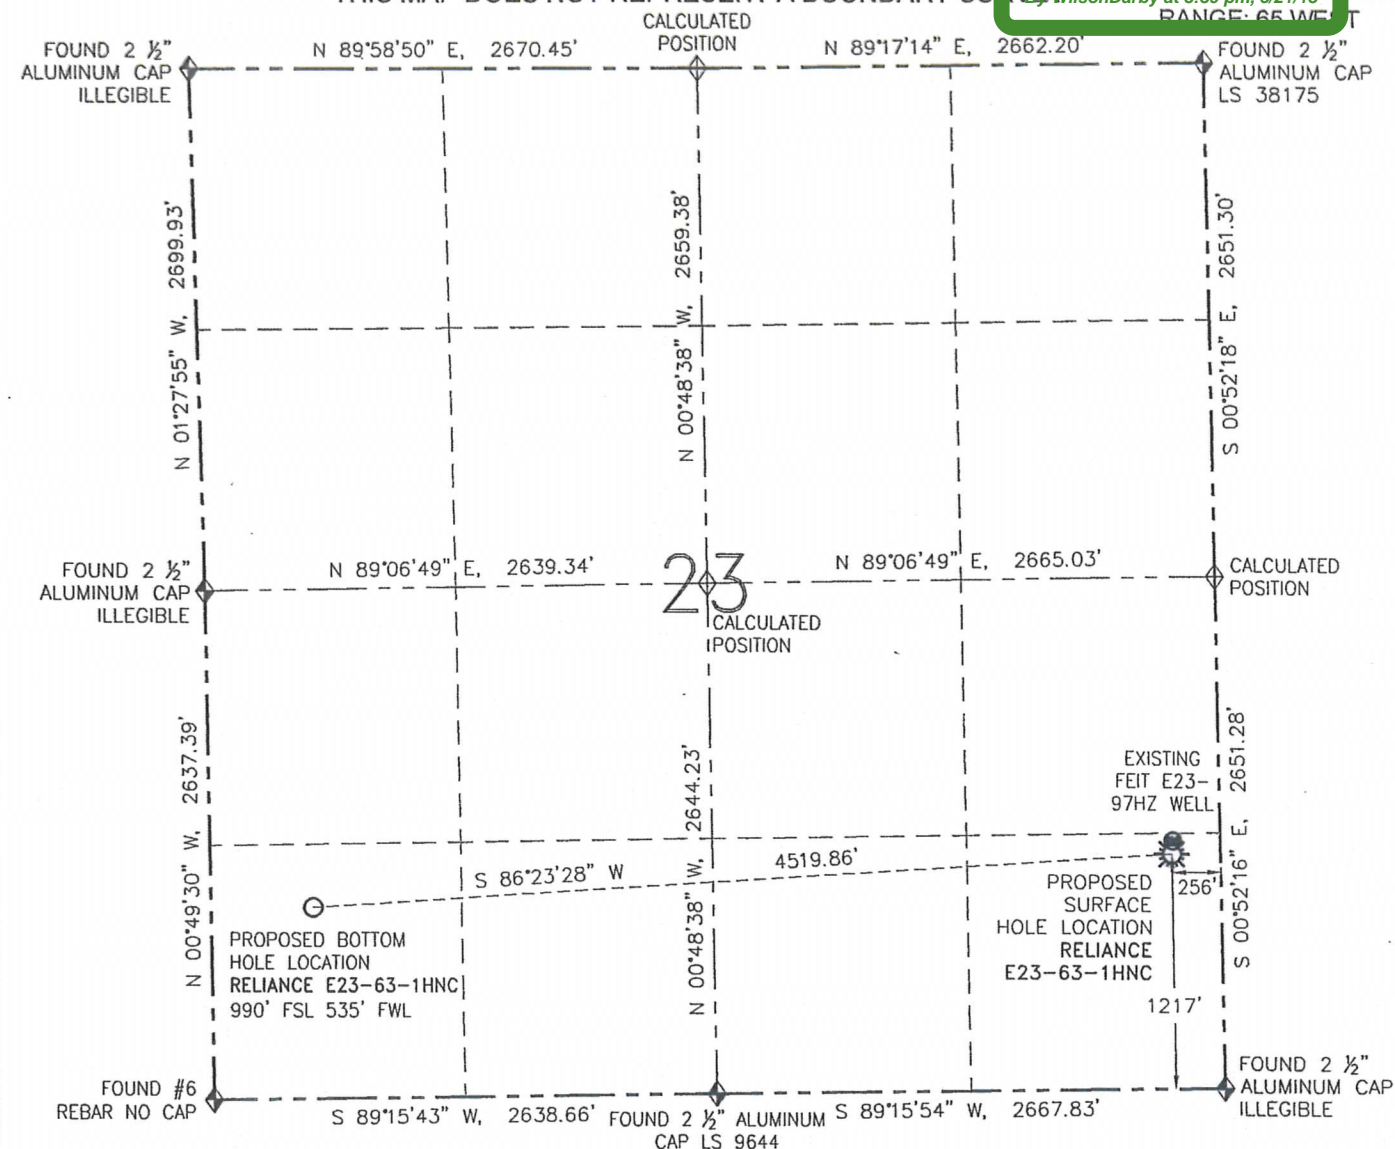 CALCULATED
POSITION
RANGE: 65 WEST
FOUND 2 ½"
ALUMINUM CAP
ILLEGIBLE
N 89°58'50" E, 2670.45'
N 89°17'14" E, 2662.20'
FOUND 2 ½"
ALUMINUM CAP
LS 38175
N 01°27'55" W, 2699.93'
N 00°48'38" W, 2659.38'
S 00°52'18" E, 2651.30'
FOUND 2 ½"
ALUMINUM CAP
ILLEGIBLE
N 89°06'49" E, 2639.34'
23
N 89°06'49" E, 2665.03'
CALCULATED
POSITION
CALCULATED
POSITION
N 00°49'30" W, 2637.39'
N 00°48'38" W, 2644.23'
S 00°52'16" E, 2651.28'
EXISTING
FEIT E23-
97HZ WELL
S 86°23'28" W 4519.86'
256'
PROPOSED
SURFACE
HOLE LOCATION
RELIANCE
E23-63-1HNC
1217'
PROPOSED BOTTOM
HOLE LOCATION
RELIANCE E23-63-1HNC
990' FSL 535' FWL
FOUND #6
REBAR NO CAP
S 89°15'43" W, 2638.66'
FOUND 2 ½" ALUMINUM
CAP LS 9644
S 89°15'54" W, 2667.83'
FOUND 2 ½"
ALUMINUM CAP
ILLEGIBLE